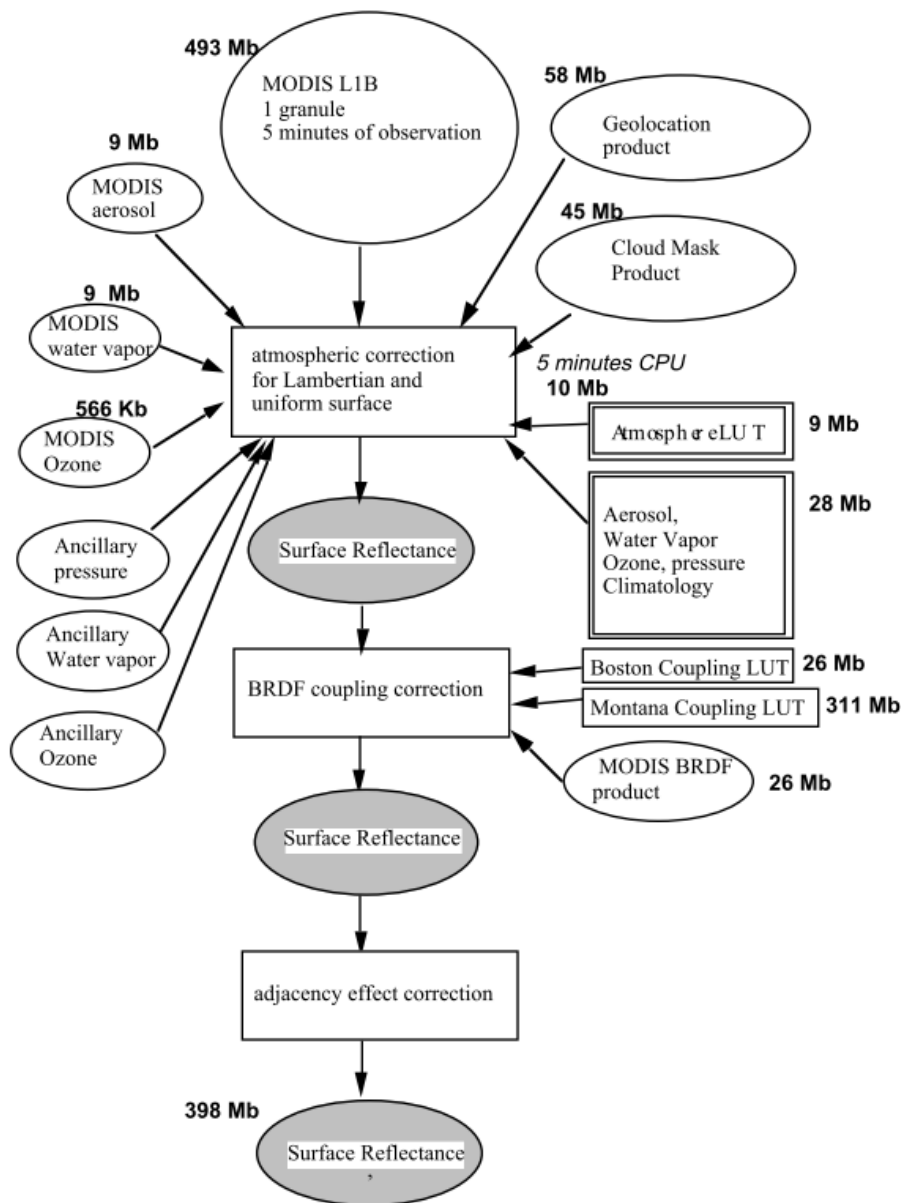 493 Mb
MODIS L1B
1 granule
5 minutes of observation
58 Mb
Geolocation
product
9 Mb
MODIS
aerosol
45 Mb
Cloud Mask
Product
9 Mb
MODIS
water vapor
atmospheric correction
for Lambertian and
uniform surface
5 minutes CPU
10 Mb
566 Kb
MODIS
Ozone
AtmosphereLUT
9 Mb
28 Mb
Aerosol,
Water Vapor
Ozone, pressure
Climatology
Surface Reflectance
Ancillary
pressure
Ancillary
Water vapor
Ancillary
Ozone
BRDF coupling correction
Boston Coupling LUT
26 Mb
Montana Coupling LUT
311 Mb
MODIS BRDF
product
26 Mb
Surface Reflectance
adjacency effect correction
398 Mb
Surface Reflectance
,